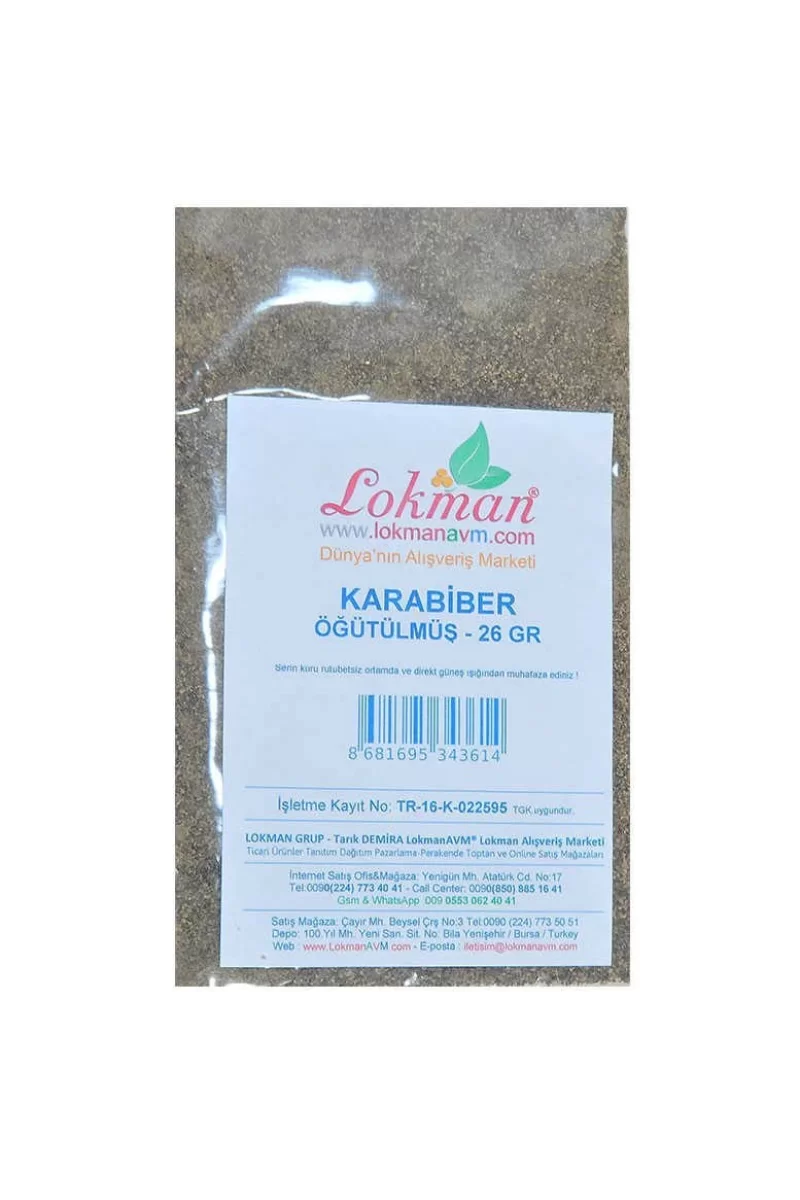 Lokman®
www.lokmanavm.com
Dünya'nın Alışveriş Marketi
KARABİBER
ÖĞÜTÜLMÜŞ - 26 GR
Serin kuru rutubetsiz ortamda ve direkt güneş ışığından muhafaza ediniz !
8 681695 343614
İşletme Kayıt No: TR-16-K-022595 TGK uygundur.
LOKMAN GRUP - Tarık DEMİRA LokmanAVM® Lokman Alışveriş Marketi
Ticari Ürünler Tanıtım Dağıtım Pazarlama-Perakende Toptan ve Online Satış Mağazaları
İnternet Satış Ofis&Mağaza: Yenigün Mh. Atatürk Cd. No:17
Tel:0090(224) 773 40 41 - Call Center: 0090(850) 885 16 41
Gsm & WhatsApp :009 0553 062 40 41
Satış Mağaza: Çayır Mh. Beysel Çrş No:3 Tel:0090 (224) 773 50 51
Depo: 100.Yıl Mh. Yeni San. Sit. No: Bila Yenişehir / Bursa / Turkey
Web : www.LokmanAVM.com - E-posta : iletisim@lokmanavm.com